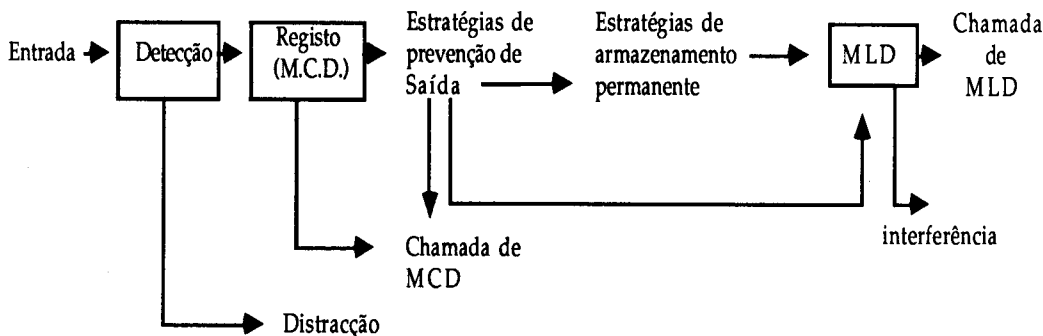 Entrada
Detecção
Registo
(M.C.D.)
Estratégias de
prevenção de
Saída
Estratégias de
armazenamento
permanente
MLD
Chamada
de
MLD
interferência
Chamada de
MCD
Distracção